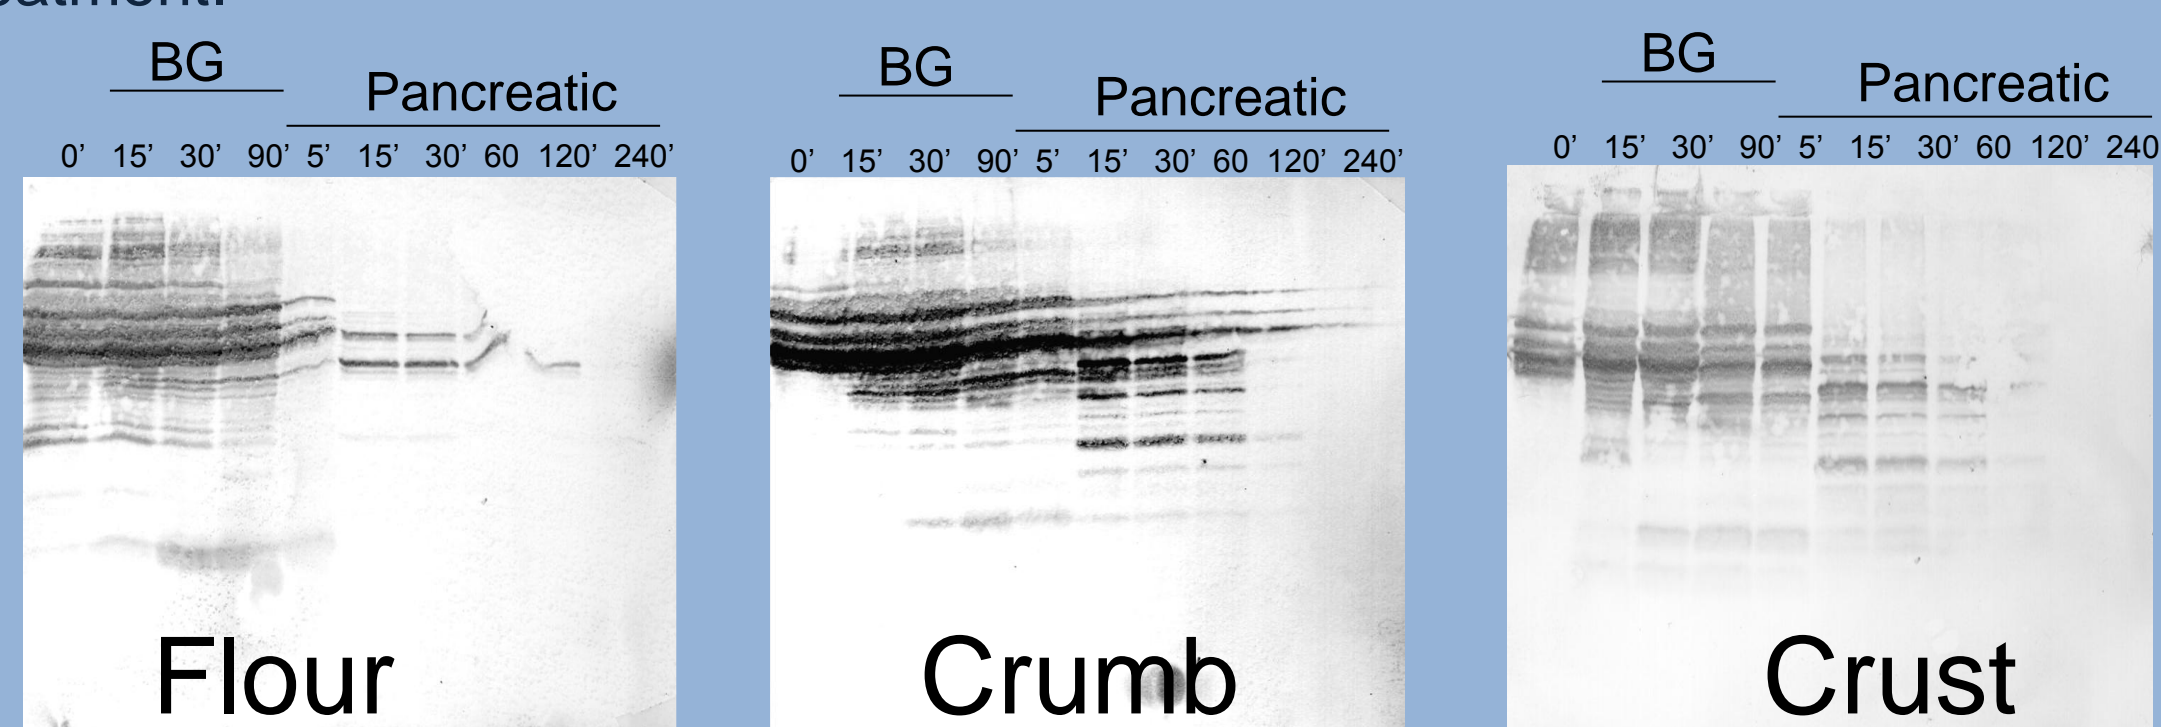 BG
Pancreatic
0’ 15’ 30’ 90’ 5’ 15’ 30’ 60 120’ 240’
Flour
BG
Pancreatic
0’ 15’ 30’ 90’ 5’ 15’ 30’ 60 120’ 240’
Crumb
BG
Pancreatic
0’ 15’ 30’ 90’ 5’ 15’ 30’ 60 120’ 240
Crust